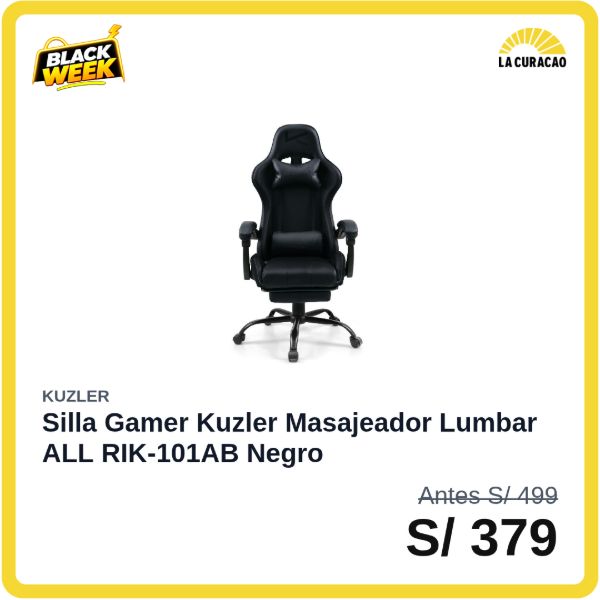 BLACK
WEEK
LA CURACAO
KUZLER
Silla Gamer Kuzler Masajeador Lumbar
ALL RIK-101AB Negro
Antes S/ 499
S/ 379